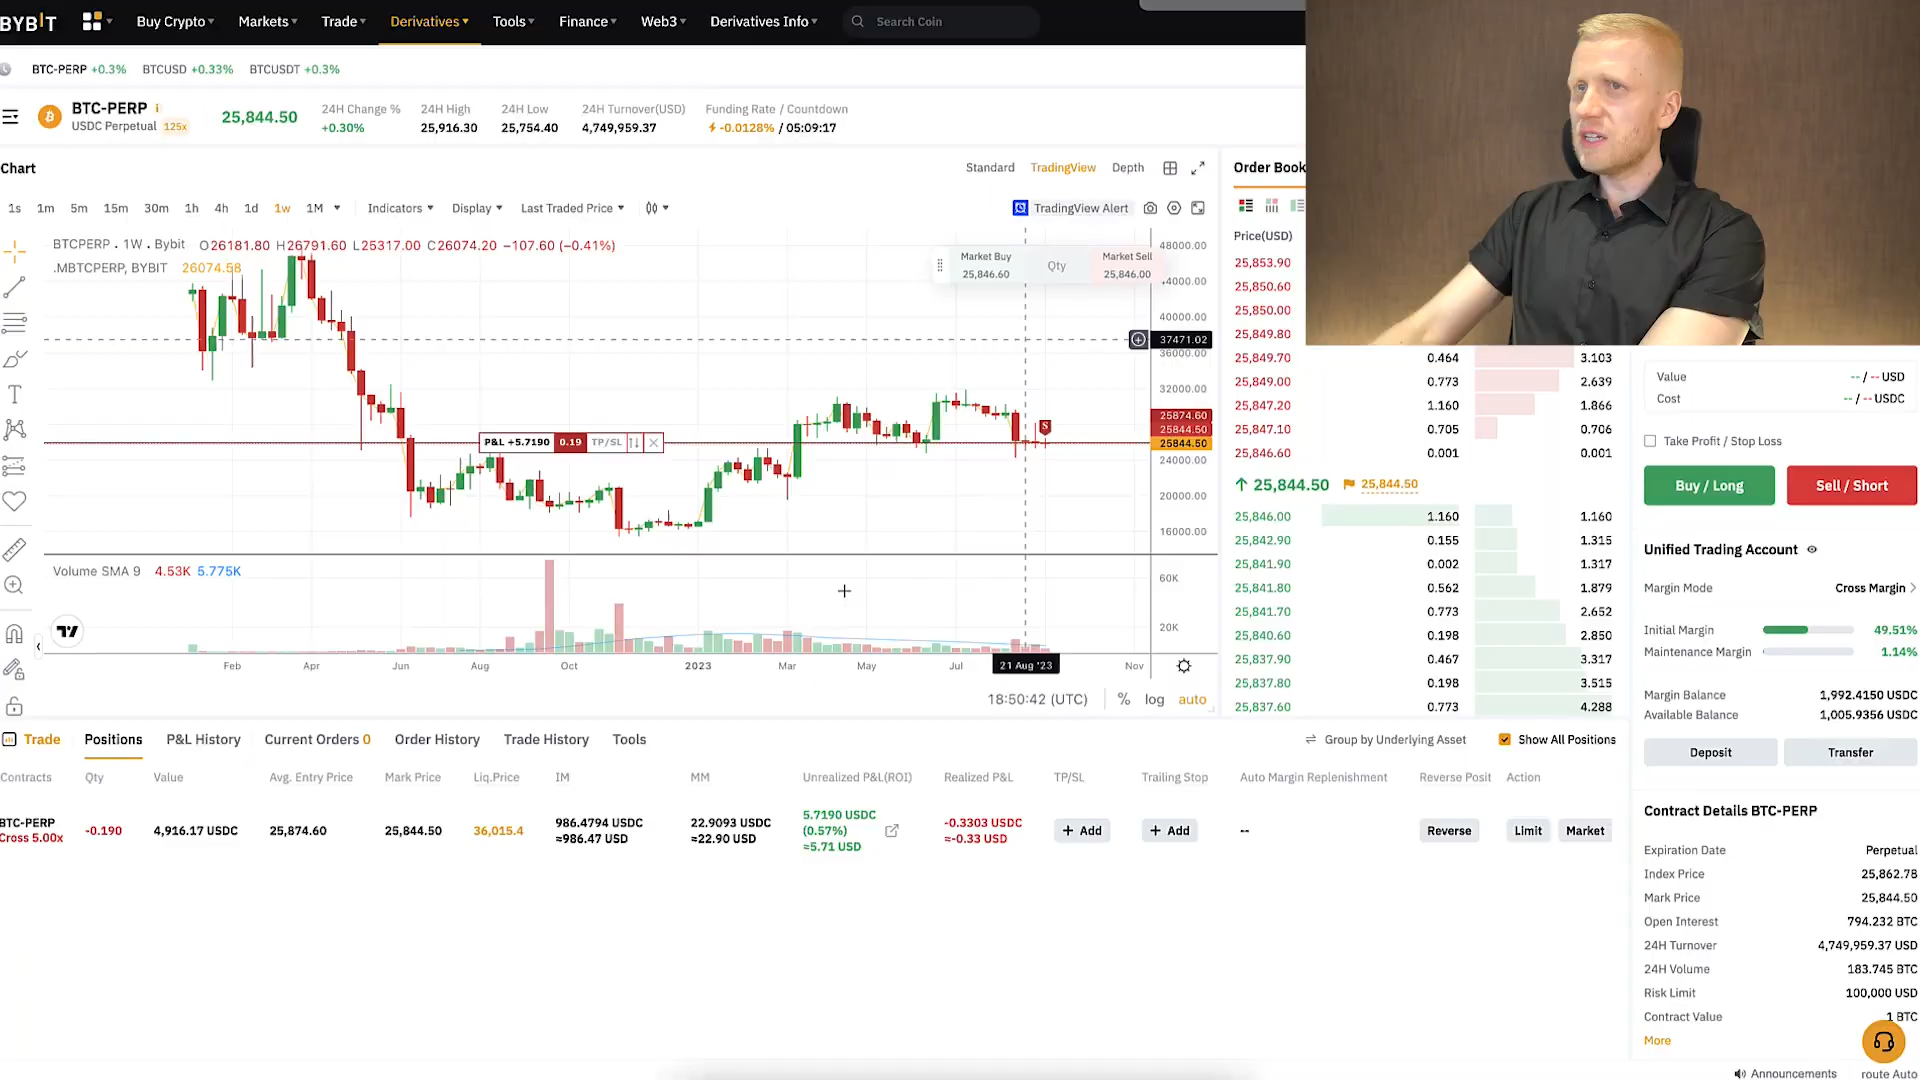 BYBIT Buy Crypto Markets Trade Derivatives Tools Finance Web3 Derivatives Info Search Coin
BTC-PERP +0.3% BTCUSD +0.33% BTCUSDT +0.3%
BTC-PERP
USDC Perpetual 125x
25,844.50
24H Change %
+0.30%
24H High
25,916.30
24H Low
25,754.40
24H Turnover(USD)
4,749,959.37
Funding Rate / Countdown
-0.0128% / 05:09:17
Chart
Standard TradingView Depth
1s 1m 5m 15m 30m 1h 4h 1d 1w 1M Indicators Display Last Traded Price
TradingView Alert
BTCPERP . 1W . Bybit O26181.80 H26791.60 L25317.00 C26074.20 −107.60 (−0.41%)
.MBTCPERP, BYBIT 26074.58
Market Buy
25,846.60
Qty
Market Sell
25,846.00
48000.00
44000.00
40000.00
37471.02
36000.00
32000.00
25874.60
25844.50
25844.50
24000.00
20000.00
16000.00
P&L +5.7190 0.19 TP/SL
S
Volume SMA 9 4.53K 5.775K
60K
20K
Feb Apr Jun Aug Oct 2023 Mar May Jul 21 Aug '23 Nov
18:50:42 (UTC) % log auto
Order Book
Price(USD)
25,853.90
25,850.60
25,850.00
25,849.80
25,849.70 0.464 3.103
25,849.00 0.773 2.639
25,847.20 1.160 1.866
25,847.10 0.705 0.706
25,846.60 0.001 0.001
25,844.50 25,844.50
25,846.00 1.160 1.160
25,842.90 0.155 1.315
25,841.90 0.002 1.317
25,841.80 0.562 1.879
25,841.70 0.773 2.652
25,840.60 0.198 2.850
25,837.90 0.467 3.317
25,837.80 0.198 3.515
25,837.60 0.773 4.288
Value -- / -- USD
Cost -- / -- USDC
Take Profit / Stop Loss
Buy / Long Sell / Short
Unified Trading Account
Margin Mode Cross Margin
Initial Margin 49.51%
Maintenance Margin 1.14%
Margin Balance 1,992.4150 USDC
Available Balance 1,005.9356 USDC
Deposit Transfer
Contract Details BTC-PERP
Expiration Date Perpetual
Index Price 25,862.78
Mark Price 25,844.50
Open Interest 794.232 BTC
24H Turnover 4,749,959.37 USD
24H Volume 183.745 BTC
Risk Limit 100,000 USD
Contract Value 1 BTC
More
Trade Positions P&L History Current Orders 0 Order History Trade History Tools
Group by Underlying Asset Show All Positions
Contracts Qty Value Avg. Entry Price Mark Price Liq.Price IM MM Unrealized P&L(ROI) Realized P&L TP/SL Trailing Stop Auto Margin Replenishment Reverse Posit Action
BTC-PERP
Cross 5.00x
-0.190 4,916.17 USDC 25,874.60 25,844.50 36,015.4
986.4794 USDC
≈986.47 USD
22.9093 USDC
≈22.90 USD
5.7190 USDC
(0.57%)
≈5.71 USD
-0.3303 USDC
≈-0.33 USD
+ Add + Add -- Reverse Limit Market
Announcements route Auto